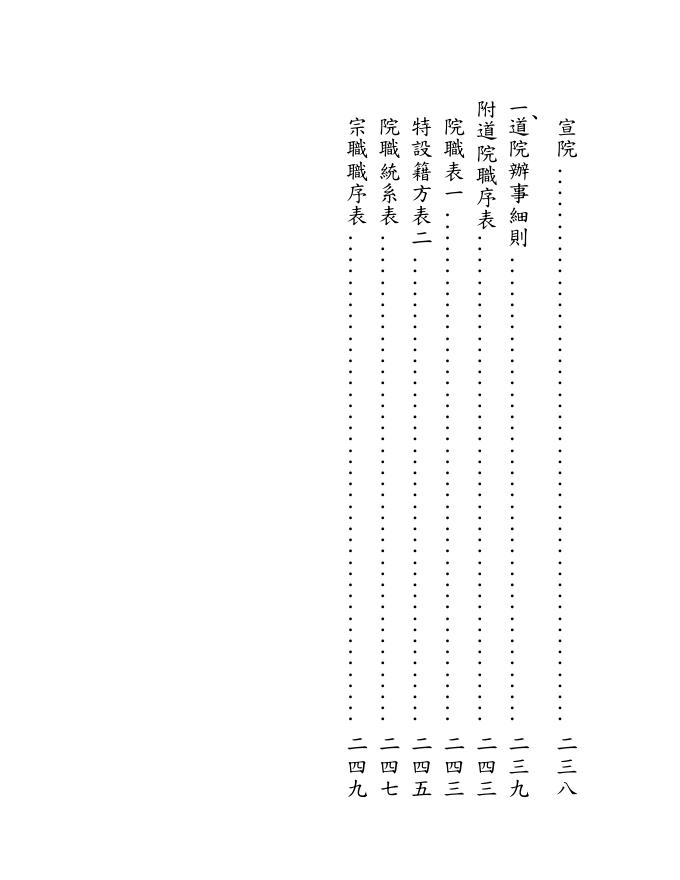 宣院……………………………………………………二三八
一、道院辦事細則……………………………………………二三九
附道院職序表……………………………………………二四三
院職表一………………………………………………二四三
特設籍方表二……………………………………………二四五
院職統系表………………………………………………二四七
宗職職序表………………………………………………二四九